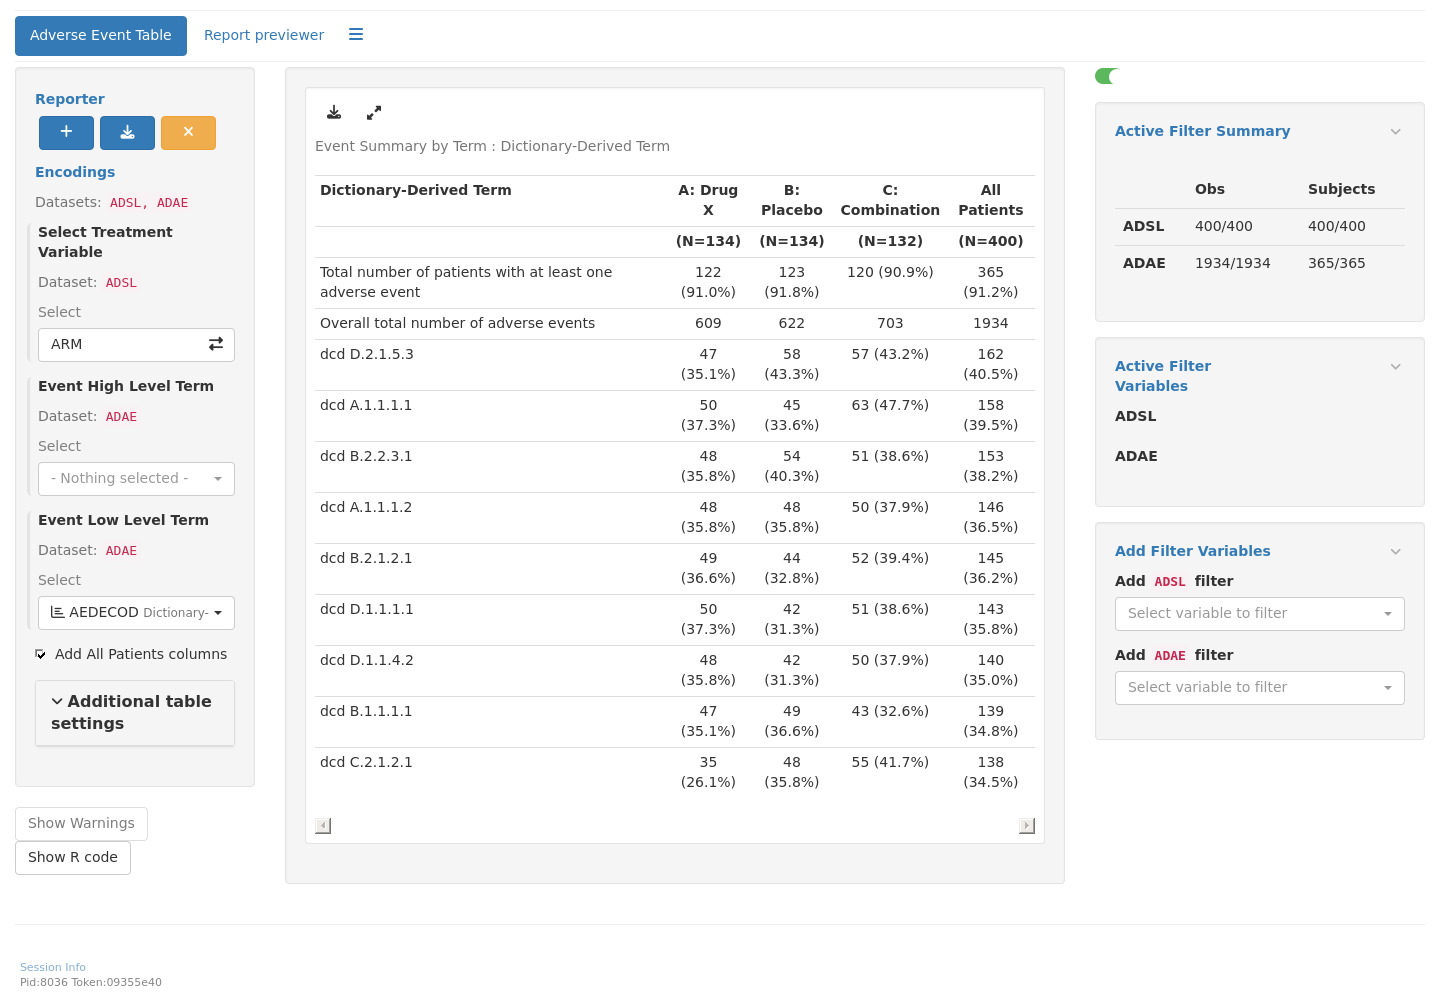 Adverse Event Table
Report previewer
Reporter
Encodings
Datasets: ADSL, ADAE
Select Treatment
Variable
Dataset: ADSL
Select
ARM
Event High Level Term
Dataset: ADAE
Select
- Nothing selected -
Event Low Level Term
Dataset: ADAE
Select
AEDECOD Dictionary-
Add All Patients columns
Additional table
settings
Show Warnings
Show R code
Event Summary by Term : Dictionary-Derived Term
Dictionary-Derived Term A: Drug B: C: All
X Placebo Combination Patients
(N=134) (N=134) (N=132) (N=400)
Total number of patients with at least one 122 123 120 (90.9%) 365
adverse event (91.0%) (91.8%) (91.2%)
Overall total number of adverse events 609 622 703 1934
dcd D.2.1.5.3 47 58 57 (43.2%) 162
(35.1%) (43.3%) (40.5%)
dcd A.1.1.1.1 50 45 63 (47.7%) 158
(37.3%) (33.6%) (39.5%)
dcd B.2.2.3.1 48 54 51 (38.6%) 153
(35.8%) (40.3%) (38.2%)
dcd A.1.1.1.2 48 48 50 (37.9%) 146
(35.8%) (35.8%) (36.5%)
dcd B.2.1.2.1 49 44 52 (39.4%) 145
(36.6%) (32.8%) (36.2%)
dcd D.1.1.1.1 50 42 51 (38.6%) 143
(37.3%) (31.3%) (35.8%)
dcd D.1.1.4.2 48 42 50 (37.9%) 140
(35.8%) (31.3%) (35.0%)
dcd B.1.1.1.1 47 49 43 (32.6%) 139
(35.1%) (36.6%) (34.8%)
dcd C.2.1.2.1 35 48 55 (41.7%) 138
(26.1%) (35.8%) (34.5%)
Active Filter Summary
Obs Subjects
ADSL 400/400 400/400
ADAE 1934/1934 365/365
Active Filter
Variables
ADSL
ADAE
Add Filter Variables
Add ADSL filter
Select variable to filter
Add ADAE filter
Select variable to filter
Session Info
Pid:8036 Token:09355e40